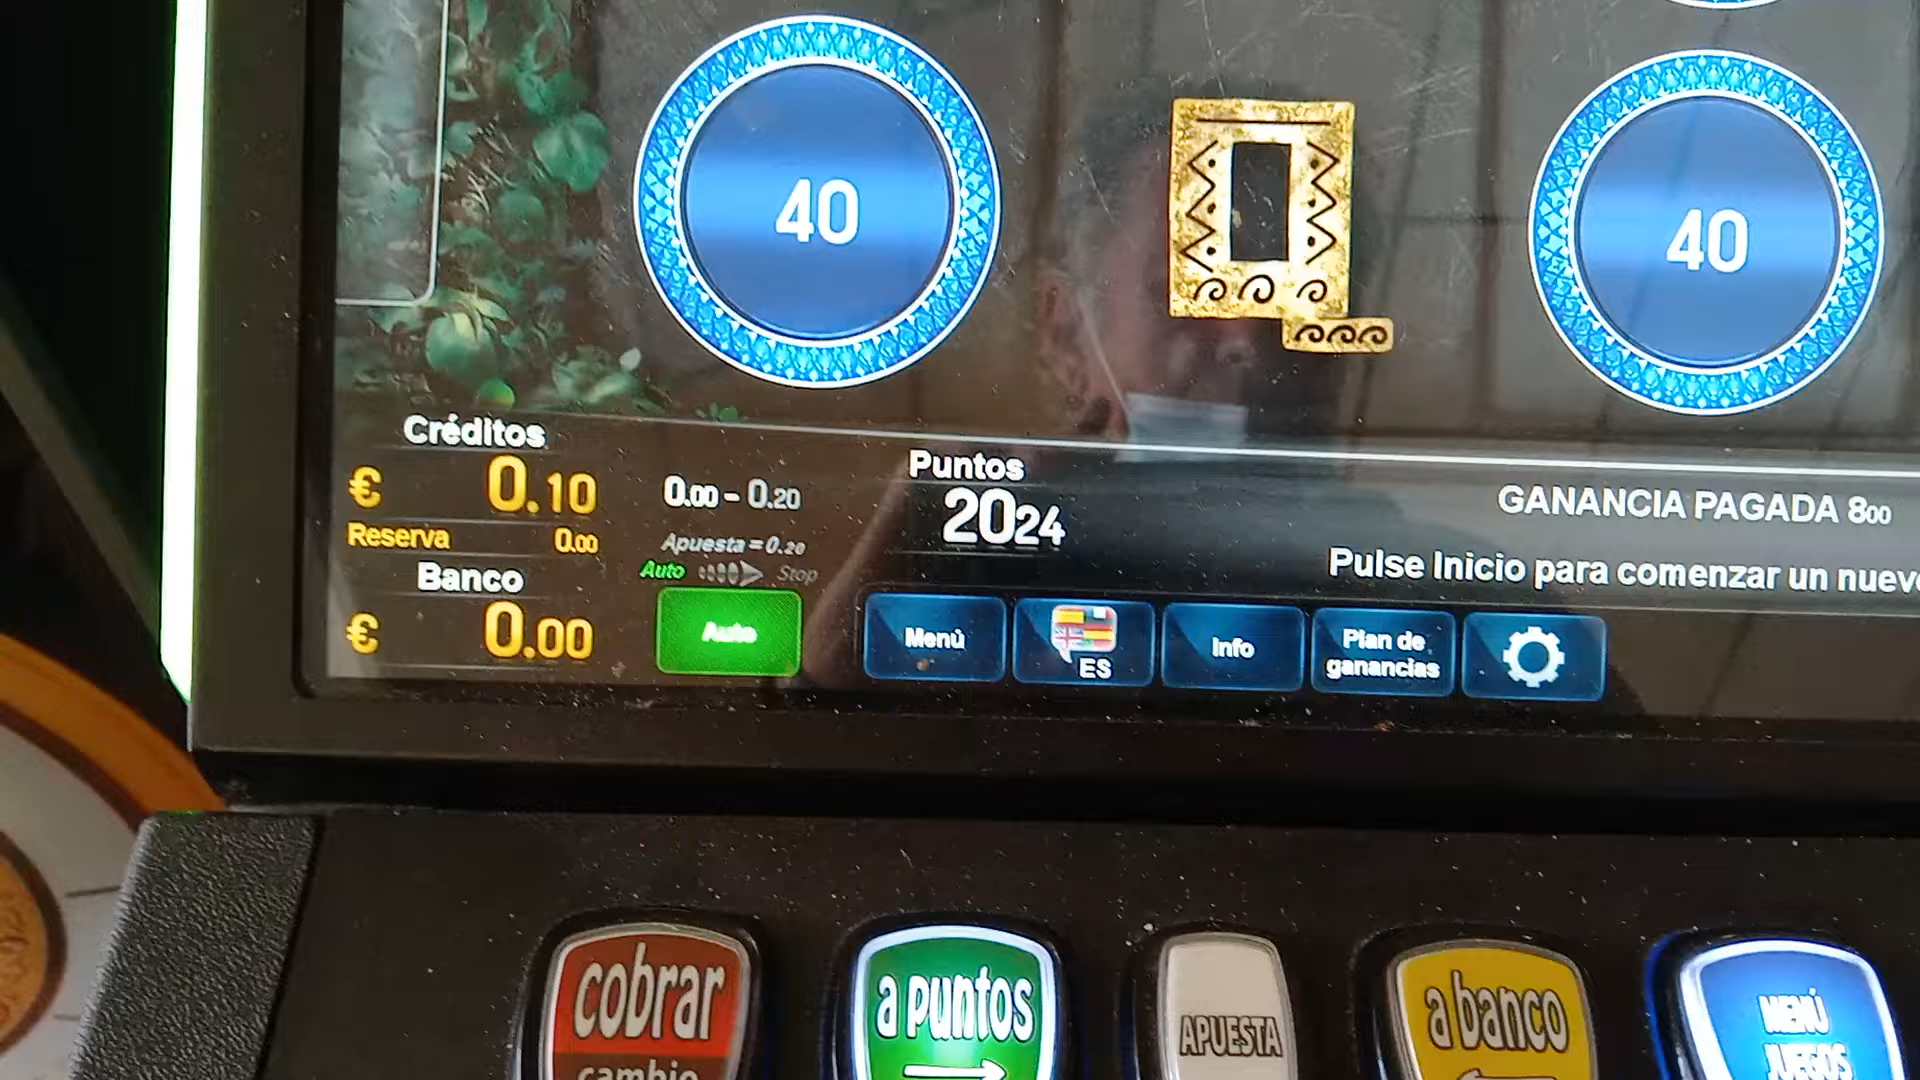 40
40
Créditos
€ 0.10
Reserva 0.00
Banco
€ 0.00
0.00 - 0.20
Apuesta = 0.20
Auto Stop
Auto
Puntos
2024
GANANCIA PAGADA 800
Pulse Inicio para comenzar un nuevo
Menú
ES
Info
Plan de
ganancias
cobrar
cambio
a puntos
APUESTA
a banco
MENÚ
JUEGOS